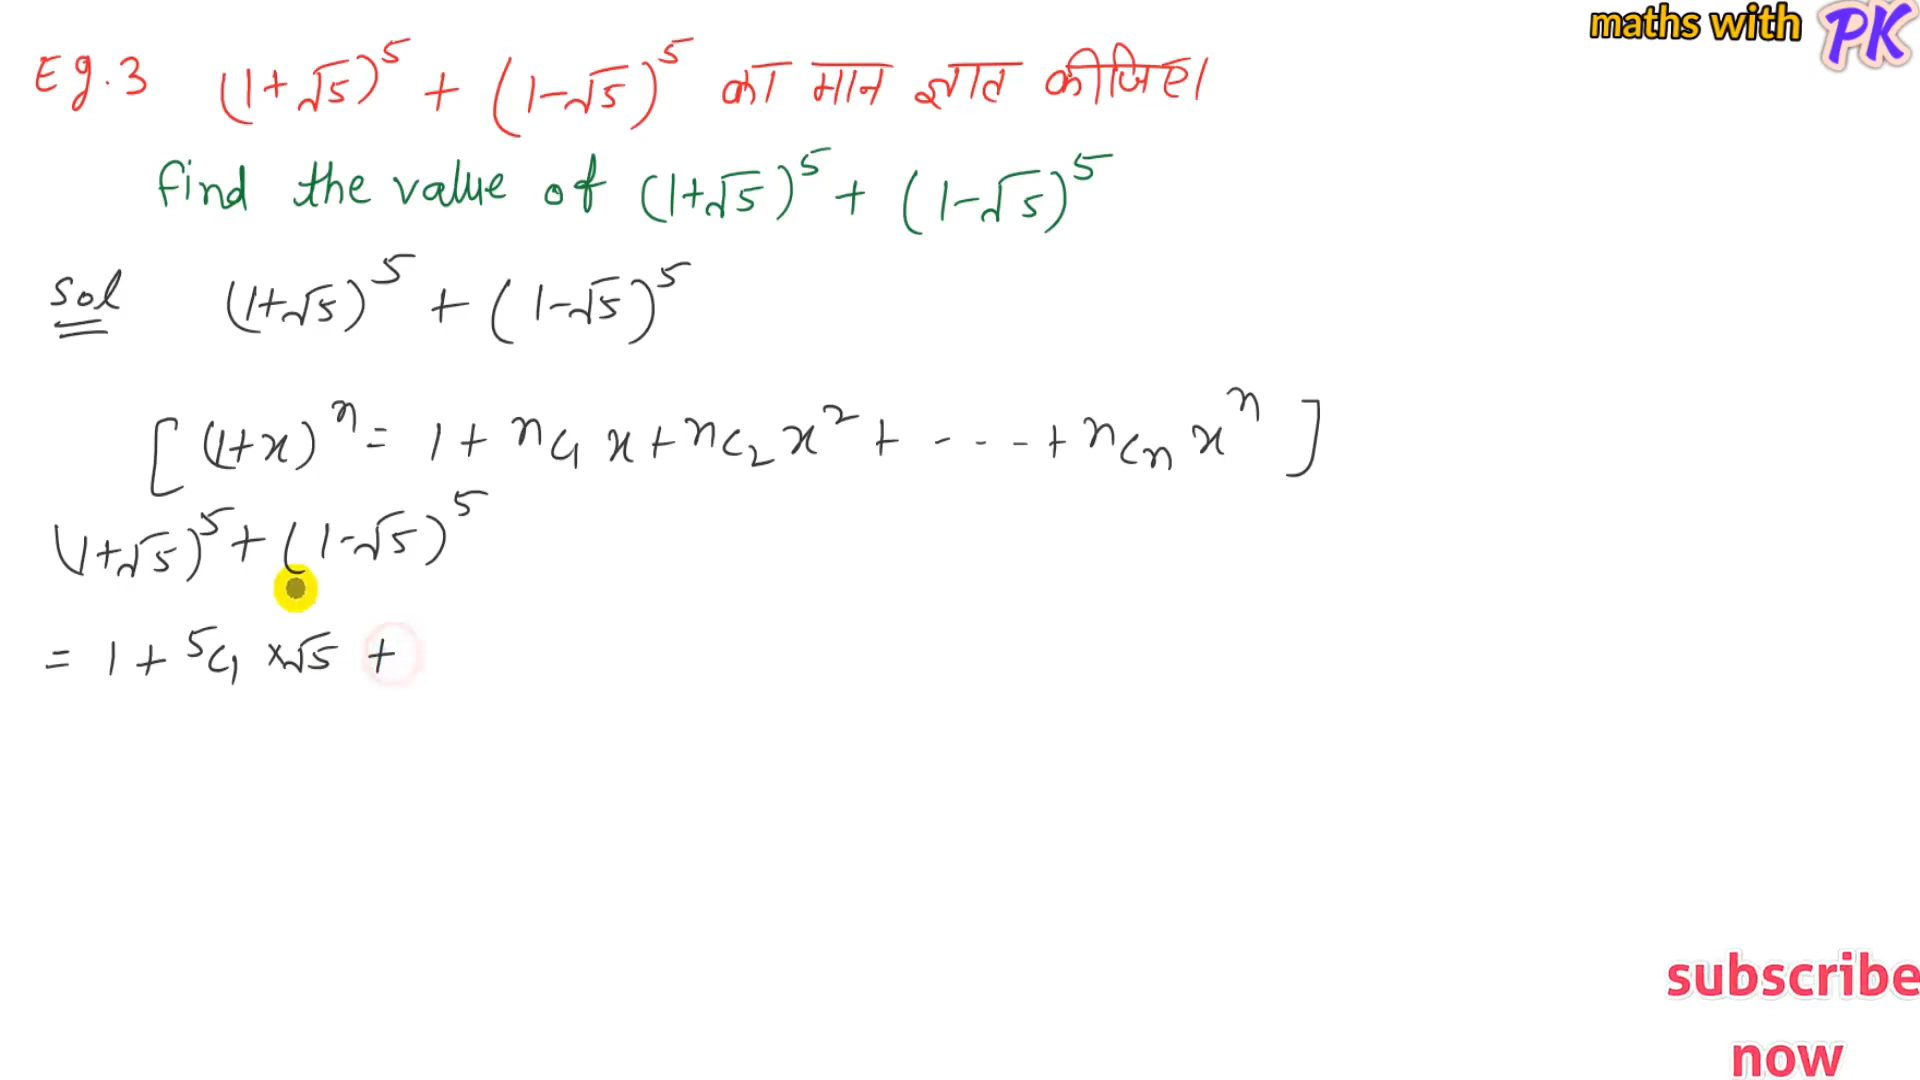 maths with PK
Eg.3 (1+√5)⁵ + (1-√5)⁵ का मान ज्ञात कीजिए।
find the value of (1+√5)⁵ + (1-√5)⁵
Sol (1+√5)⁵ + (1-√5)⁵
[(1+x)ⁿ = 1 + ⁿC₁ x + ⁿC₂ x² + - - - + ⁿCₙ xⁿ]
(1+√5)⁵ + (1-√5)⁵
= 1 + ⁵C₁ ×√5 +
subscribe
now